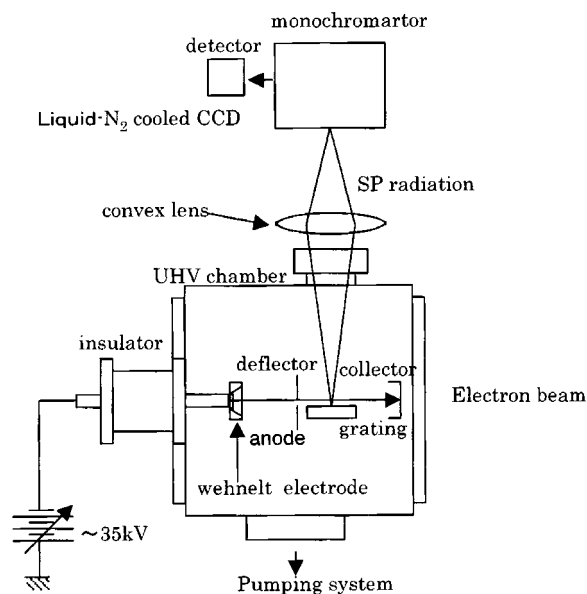 monochromartor
detector
Liquid-N₂ cooled CCD
SP radiation
convex lens
UHV chamber
insulator
deflector
collector
Electron beam
anode
grating
wehnelt electrode
~35kV
Pumping system